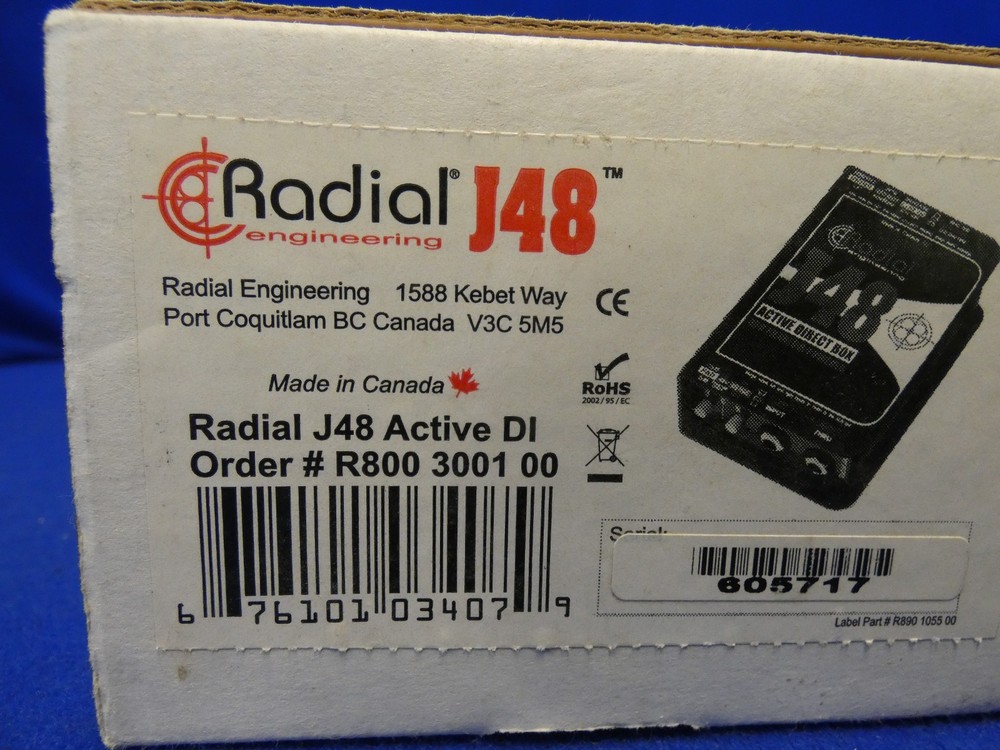 Radial® J48™
engineering
Radial Engineering 1588 Kebet Way
Port Coquitlam BC Canada V3C 5M5
CE
Made in Canada
RoHS
2002/95/EC
Radial J48 Active DI
Order # R800 3001 00
6 76101 03407 9
Radial
engineering
J48
ACTIVE DIRECT BOX
INPUT
THRU
Serial:
605717
Label Part # R890 1055 00